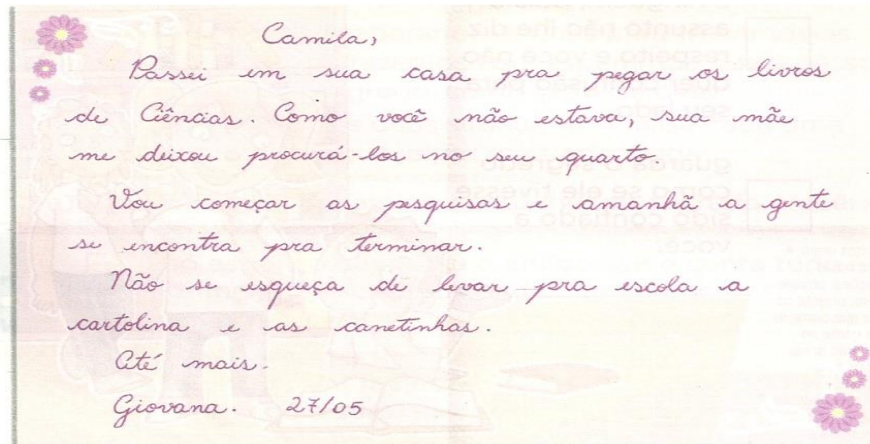 Camila,
Passei em sua casa pra pegar os livros
de Ciências. Como você não estava, sua mãe
me deixou procurá-los no seu quarto.
Vou começar as pesquisas e amanhã a gente
se encontra pra terminar.
Não se esqueça de levar pra escola a
cartolina e as canetinhas.
Até mais.
Giovana. 27/05